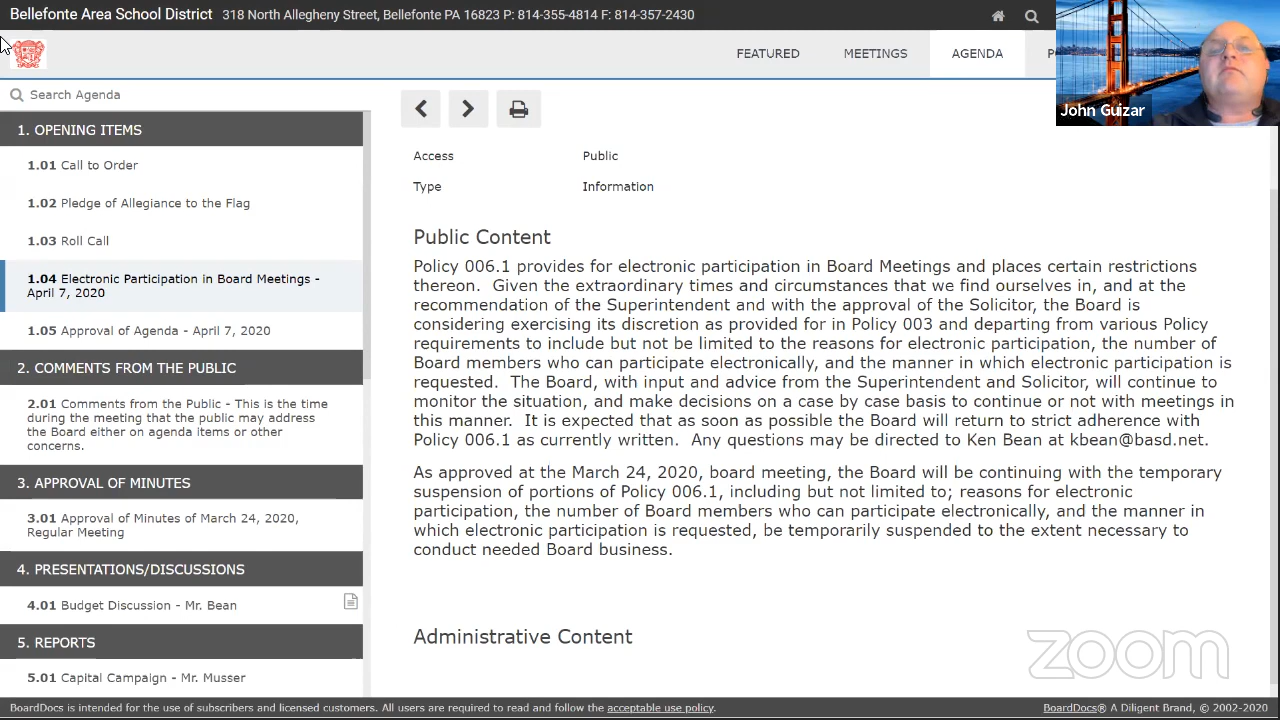 Bellefonte Area School District 318 North Allegheny Street, Bellefonte PA 16823 P: 814-355-4814 F: 814-357-2430
FEATURED MEETINGS AGENDA P
John Guizar
Search Agenda
1. OPENING ITEMS
1.01 Call to Order
1.02 Pledge of Allegiance to the Flag
1.03 Roll Call
1.04 Electronic Participation in Board Meetings -
April 7, 2020
1.05 Approval of Agenda - April 7, 2020
2. COMMENTS FROM THE PUBLIC
2.01 Comments from the Public - This is the time
during the meeting that the public may address
the Board either on agenda items or other
concerns.
3. APPROVAL OF MINUTES
3.01 Approval of Minutes of March 24, 2020,
Regular Meeting
4. PRESENTATIONS/DISCUSSIONS
4.01 Budget Discussion - Mr. Bean
5. REPORTS
5.01 Capital Campaign - Mr. Musser
Access Public
Type Information
Public Content
Policy 006.1 provides for electronic participation in Board Meetings and places certain restrictions
thereon. Given the extraordinary times and circumstances that we find ourselves in, and at the
recommendation of the Superintendent and with the approval of the Solicitor, the Board is
considering exercising its discretion as provided for in Policy 003 and departing from various Policy
requirements to include but not be limited to the reasons for electronic participation, the number of
Board members who can participate electronically, and the manner in which electronic participation is
requested. The Board, with input and advice from the Superintendent and Solicitor, will continue to
monitor the situation, and make decisions on a case by case basis to continue or not with meetings in
this manner. It is expected that as soon as possible the Board will return to strict adherence with
Policy 006.1 as currently written. Any questions may be directed to Ken Bean at kbean@basd.net.
As approved at the March 24, 2020, board meeting, the Board will be continuing with the temporary
suspension of portions of Policy 006.1, including but not limited to; reasons for electronic
participation, the number of Board members who can participate electronically, and the manner in
which electronic participation is requested, be temporarily suspended to the extent necessary to
conduct needed Board business.
Administrative Content
zoom
BoardDocs is intended for the use of subscribers and licensed customers. All users are required to read and follow the acceptable use policy. BoardDocs® A Diligent Brand, © 2002-2020